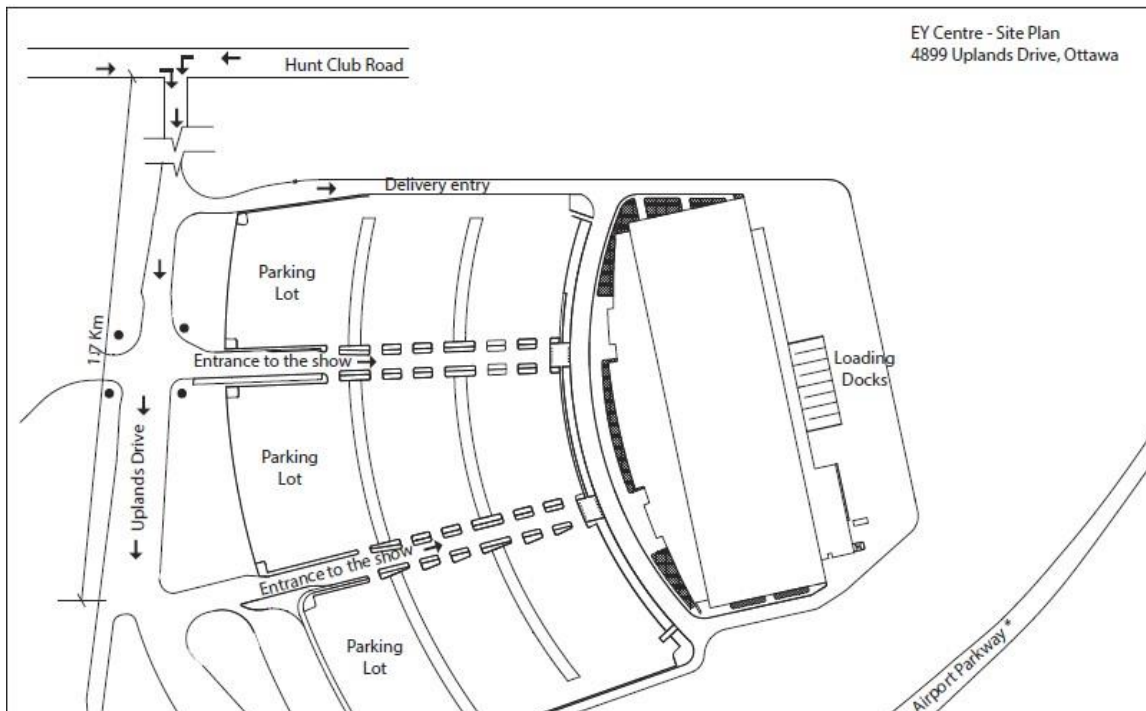 EY Centre - Site Plan
4899 Uplands Drive, Ottawa
Hunt Club Road
Delivery entry
Parking
Lot
1.7 Km
Entrance to the show
Loading
Docks
Uplands Drive
Parking
Lot
Entrance to the show
Parking
Lot
Airport Parkway *